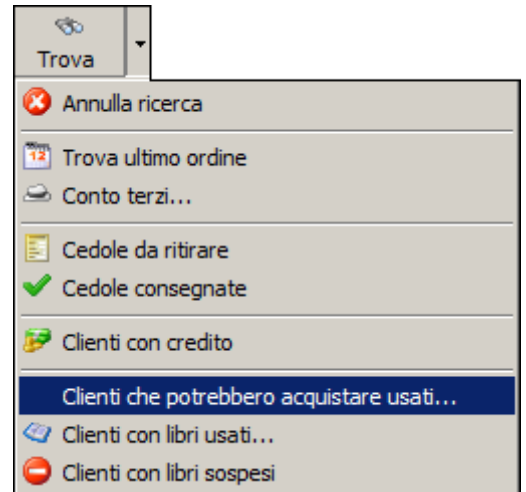 Trova
Annulla ricerca
12
Trova ultimo ordine
Conto terzi...
Cedole da ritirare
Cedole consegnate
Clienti con credito
Clienti che potrebbero acquistare usati...
Clienti con libri usati...
Clienti con libri sospesi